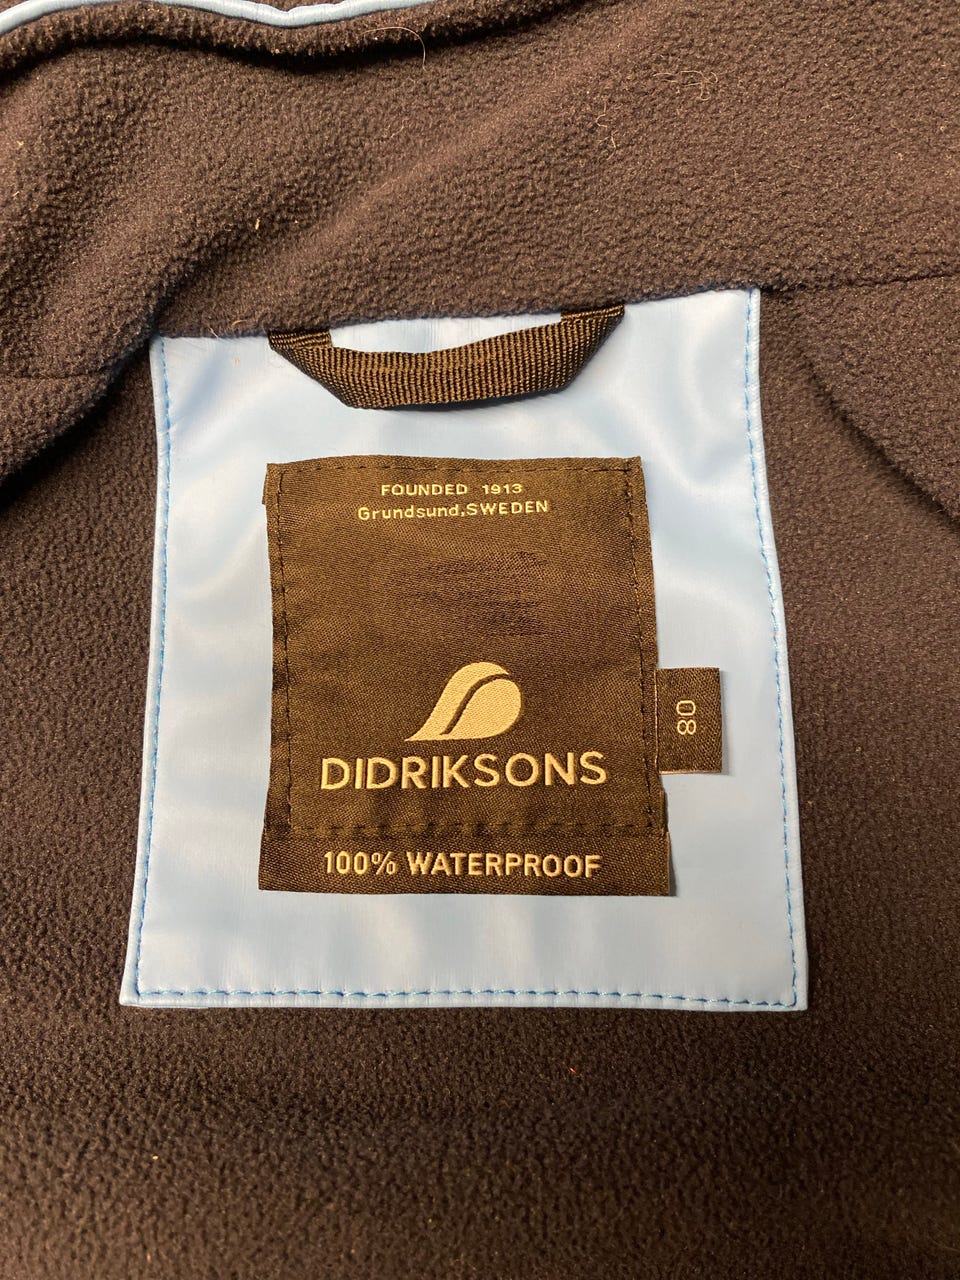 FOUNDED 1913
Grundsund,SWEDEN
DIDRIKSONS
80
100% WATERPROOF